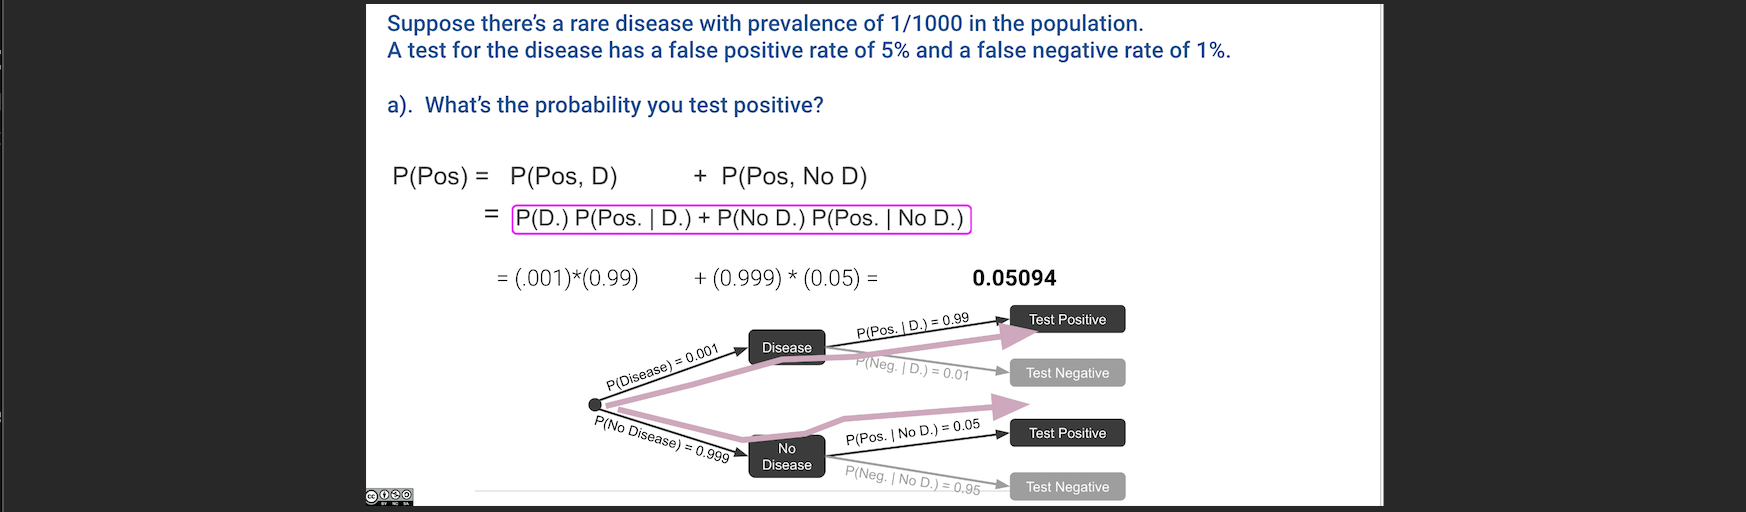 Suppose there's a rare disease with prevalence of 1/1000 in the population.
A test for the disease has a false positive rate of 5% and a false negative rate of 1%.
a). What's the probability you test positive?
P(Pos) = P(Pos, D) + P(Pos, No D)
= P(D.) P(Pos. | D.) + P(No D.) P(Pos. | No D.)
= (.001)*(0.99) + (0.999) * (0.05) = 0.05094
P(Disease) = 0.001
Disease
P(Pos. | D.) = 0.99
Test Positive
P(Neg. | D.) = 0.01
Test Negative
P(No Disease) = 0.999
No
Disease
P(Pos. | No D.) = 0.05
Test Positive
P(Neg. | No D.) = 0.95
Test Negative
BY NC SA